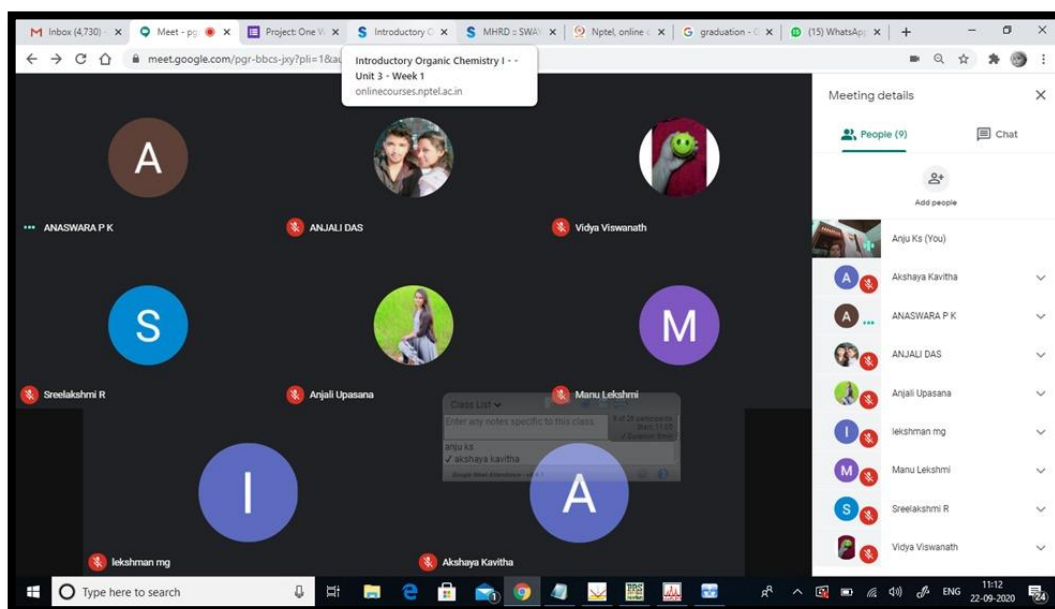 Inbox (4,730)
Meet - pg
Project: One V
Introductory C
MHRD :: SWA
Nptel, online c
graduation -
(15) WhatsAp
meet.google.com/pgr-bbcs-jxy?pli=1&au
Introductory Organic Chemistry I - -
Unit 3 - Week 1
onlinecourses.nptel.ac.in
Meeting details
People (9)
Chat
Add people
A
ANASWARA P K
ANJALI DAS
Vidya Viswanath
S
Sreelakshmi R
Anjali Upasana
M
Manu Lekshmi
I
lekshman mg
A
Akshaya Kavitha
Class List
Enter any notes specific to this class
anju ks
✓ akshaya kavitha
Anju Ks (You)
A
Akshaya Kavitha
A
ANASWARA P K
ANJALI DAS
Anjali Upasana
I
lekshman mg
M
Manu Lekshmi
S
Sreelakshmi R
Vidya Viswanath
Type here to search
ENG
11:12
22-09-2020
24